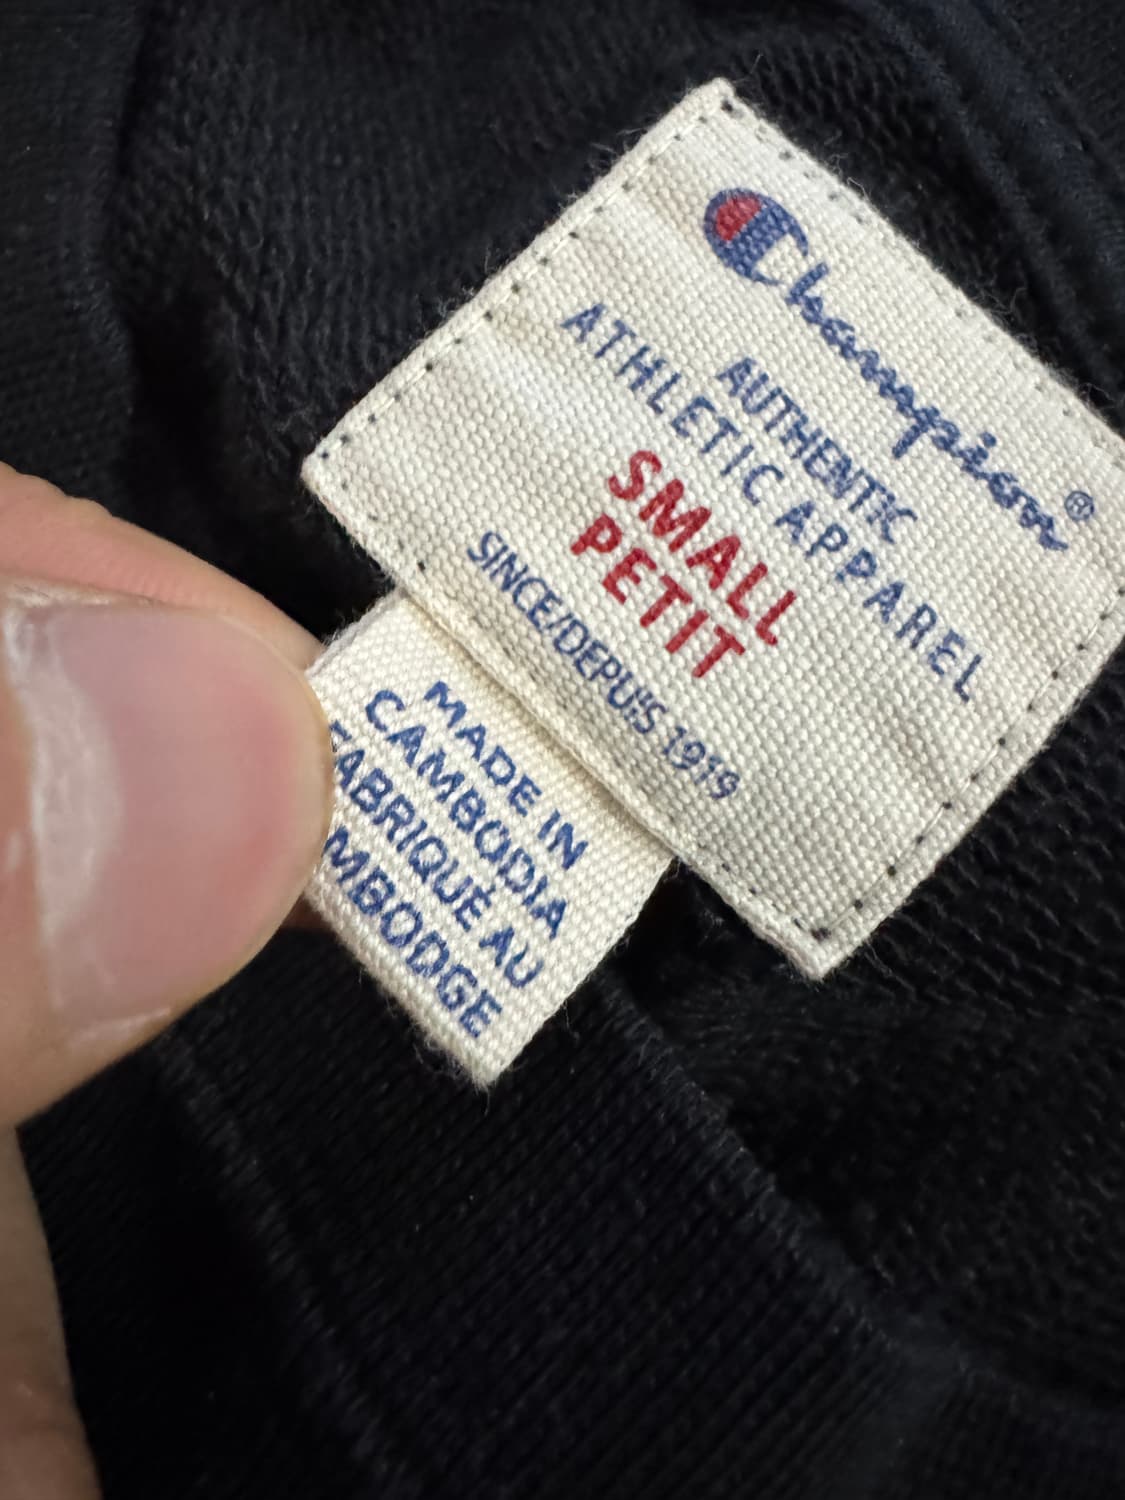 Champion®
AUTHENTIC
ATHLETIC APPAREL
SMALL
PETIT
SINCE/DEPUIS 1919
MADE IN
CAMBODIA
FABRIQUÉ AU
MBODGE